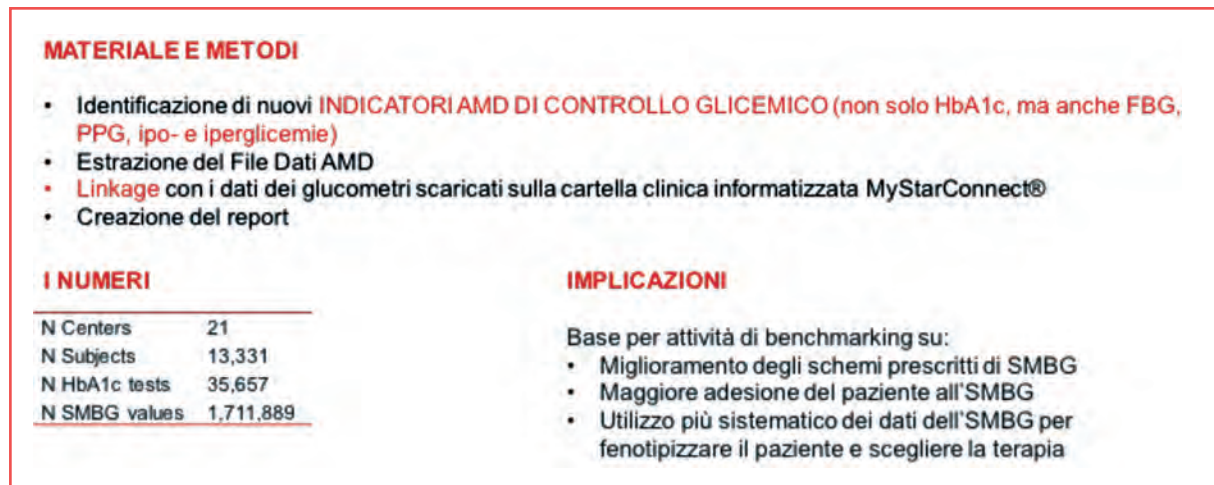 MATERIALE E METODI
• Identificazione di nuovi INDICATORI AMD DI CONTROLLO GLICEMICO (non solo HbA1c, ma anche FBG,
PPG, ipo- e iperglicemie)
• Estrazione del File Dati AMD
• Linkage con i dati dei glucometri scaricati sulla cartella clinica informatizzata MyStarConnect®
• Creazione del report
I NUMERI
N Centers 21
N Subjects 13,331
N HbA1c tests 35,657
N SMBG values 1,711,889
IMPLICAZIONI
Base per attività di benchmarking su:
• Miglioramento degli schemi prescritti di SMBG
• Maggiore adesione del paziente all'SMBG
• Utilizzo più sistematico dei dati dell'SMBG per
fenotipizzare il paziente e scegliere la terapia